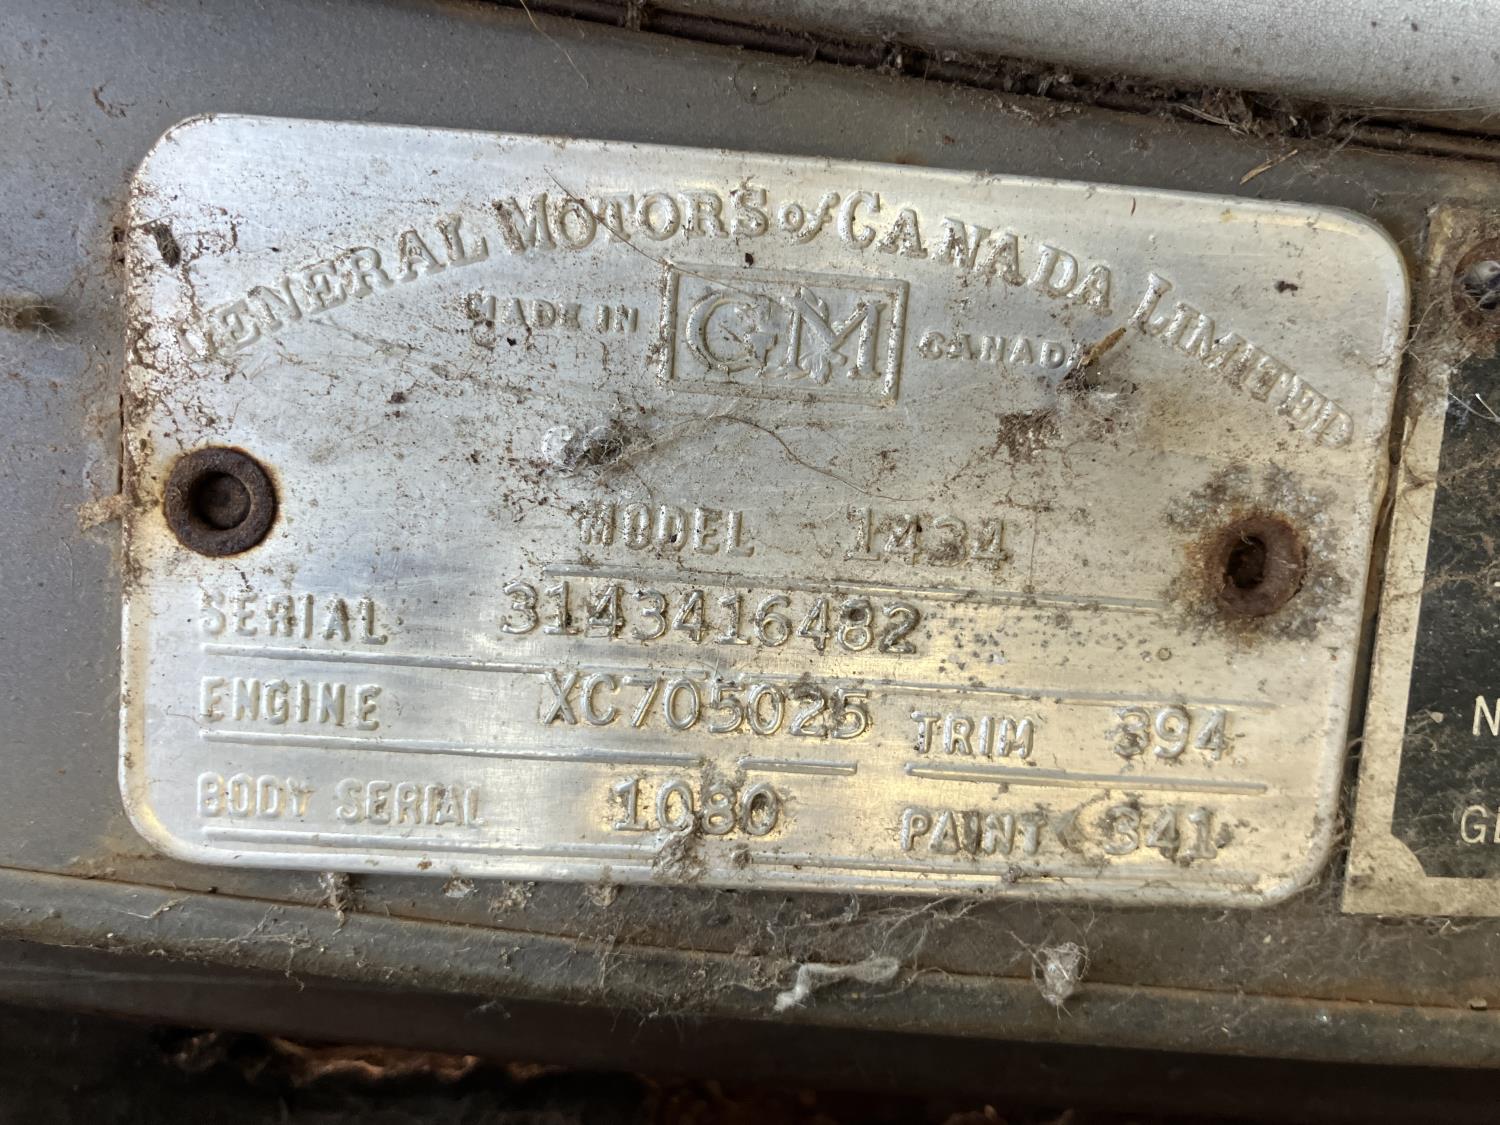 GENERAL MOTORS of CANADA LIMITED
MADE IN GM CANADA
MODEL 1434
SERIAL 3143416482
ENGINE XC705025
TRIM 394
BODY SERIAL 1080
PAINT 341
N